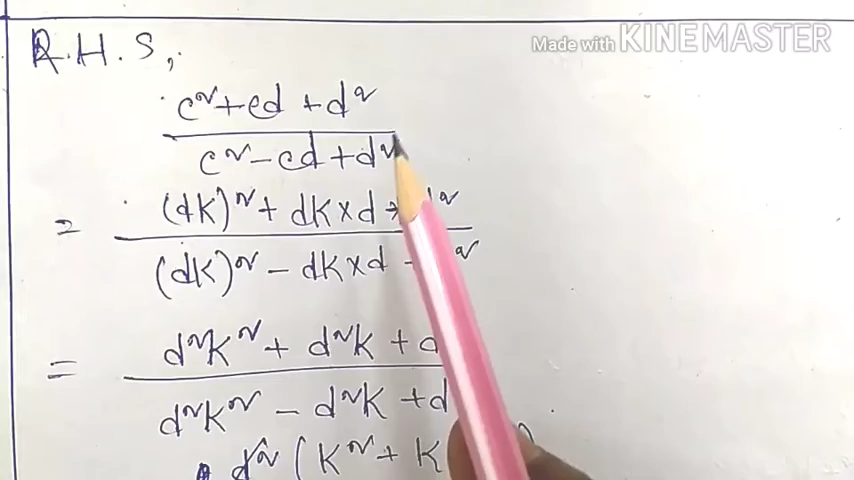 Made with KINEMASTER
R.H.S,
c² + cd + d²
c² - cd + d²
= (dk)² + dk×d + d²
(dk)² - dk×d
= d²k² + d²k + d
d²k² - d²k + d
d² (k² + k